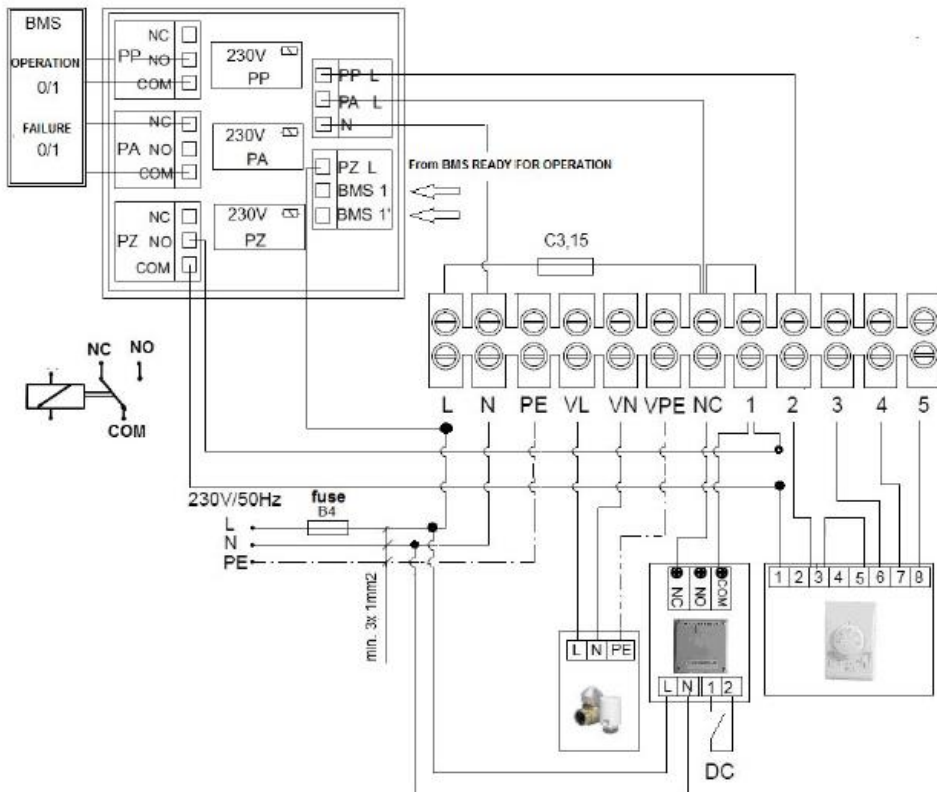 BMS
OPERATION
0/1
FAILURE
0/1
NC
PP NO
COM
230V
PP
NC
PA NO
COM
230V
PA
NC
PZ NO
COM
230V
PZ
PP L
PA L
N
PZ L
BMS 1
BMS 1'
From BMS READY FOR OPERATION
C3,15
NC NO
COM
L N PE VL VN VPE NC 1 2 3 4 5
230V/50Hz
fuse
B4
L
N
PE
min. 3x 1mm2
L N PE
NC NO COM
L N 1 2
DC
1 2 3 4 5 6 7 8